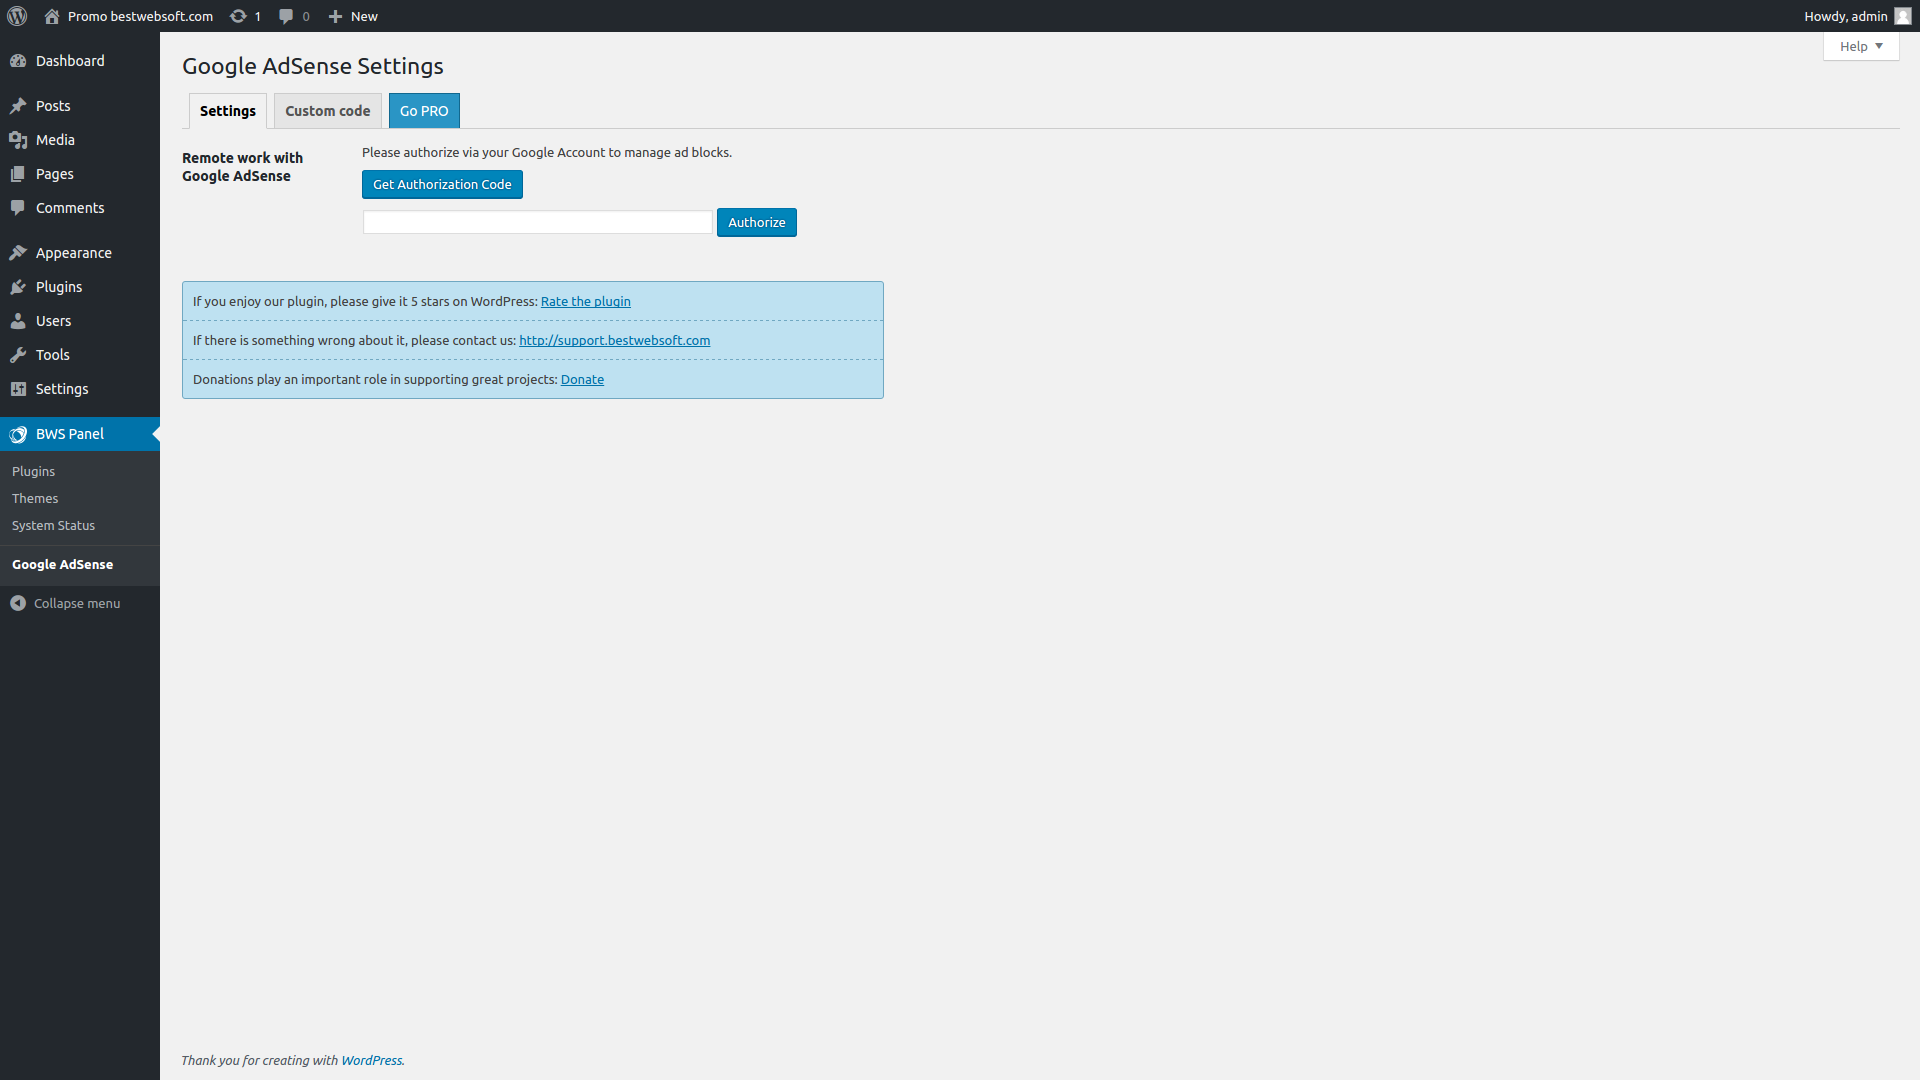 Promo bestwebsoft.com 1 0 New Howdy, admin
Help
Dashboard
Posts
Media
Pages
Comments
Appearance
Plugins
Users
Tools
Settings
BWS Panel
Plugins
Themes
System Status
Google AdSense
Collapse menu
Google AdSense Settings
Settings Custom code Go PRO
Remote work with
Google AdSense
Please authorize via your Google Account to manage ad blocks.
Get Authorization Code
Authorize
If you enjoy our plugin, please give it 5 stars on WordPress: Rate the plugin
If there is something wrong about it, please contact us: http://support.bestwebsoft.com
Donations play an important role in supporting great projects: Donate
Thank you for creating with WordPress.